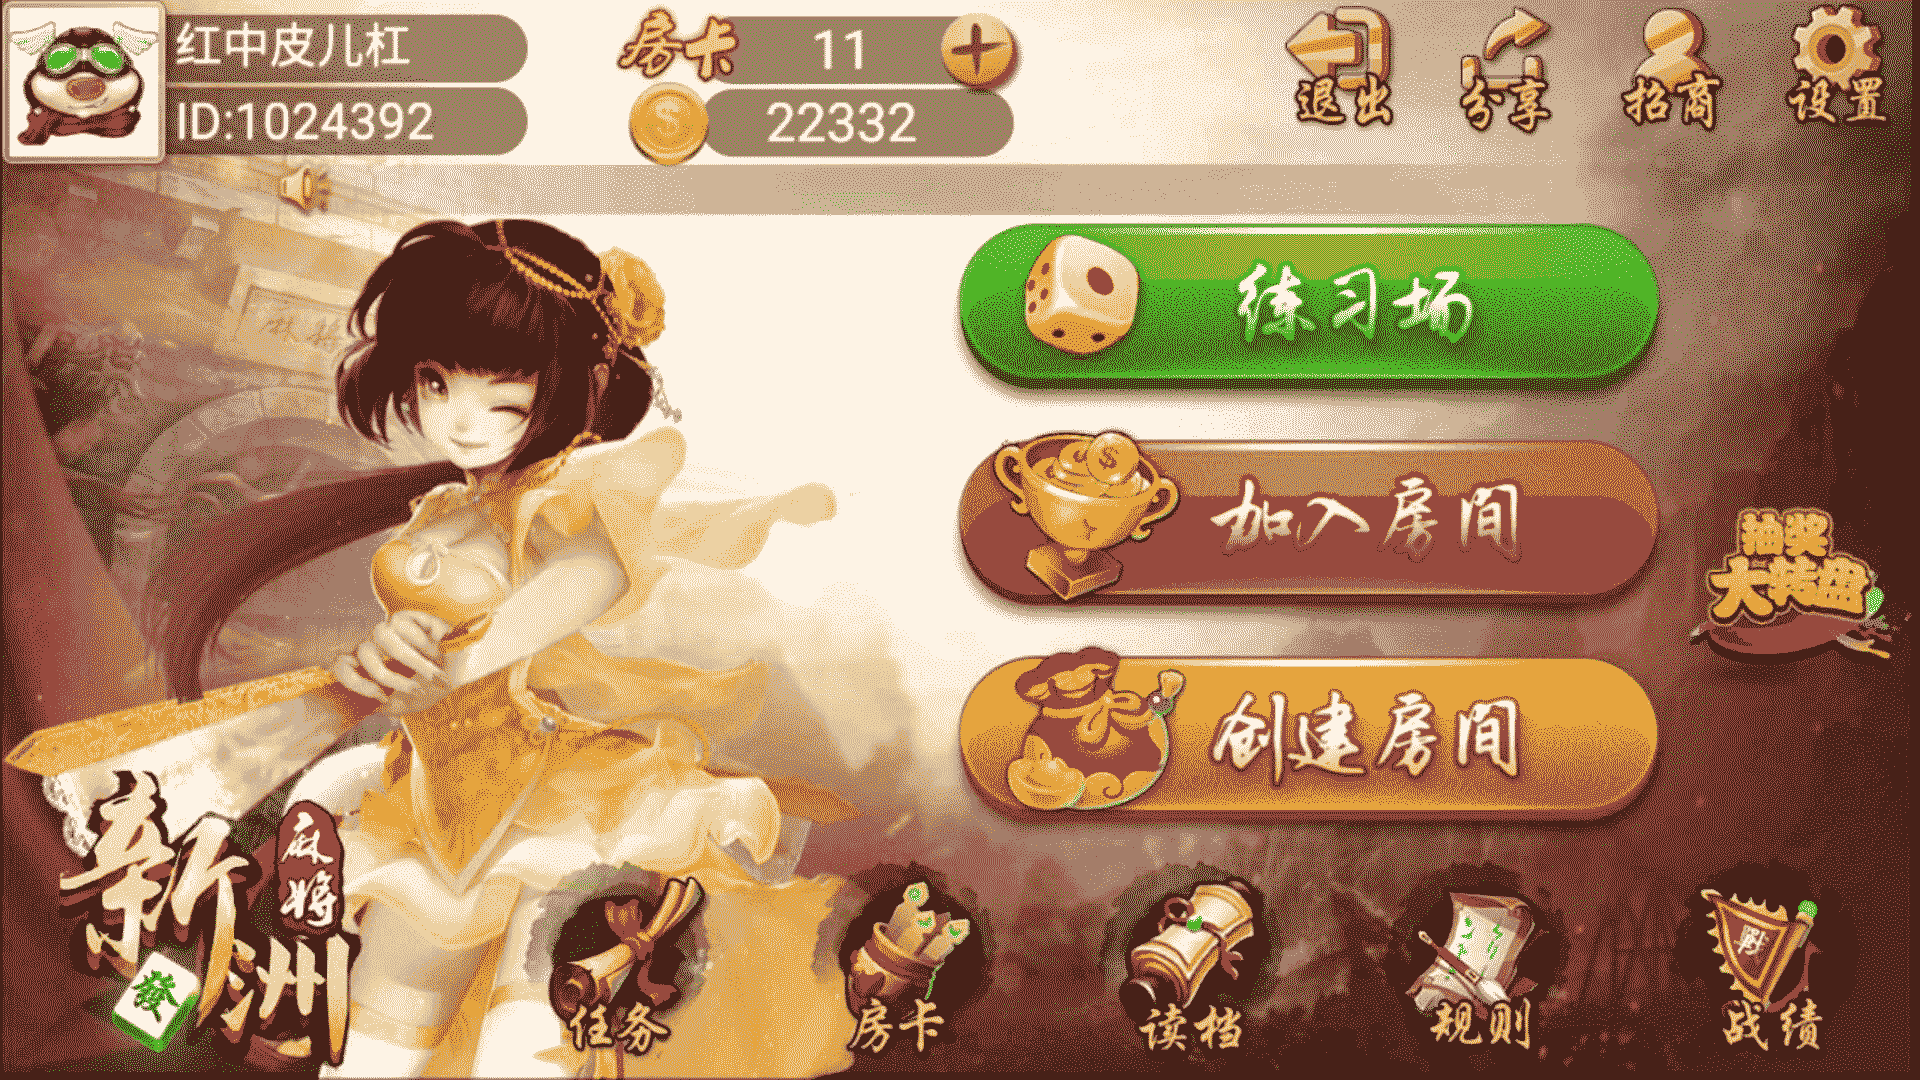 红中皮儿杠
ID:1024392
房卡 11
22332
退出
分享
招商
设置
练习场
加入房间
抽奖
大转盘
创建房间
新洲
麻将
發
任务
房卡
读档
规则
战绩